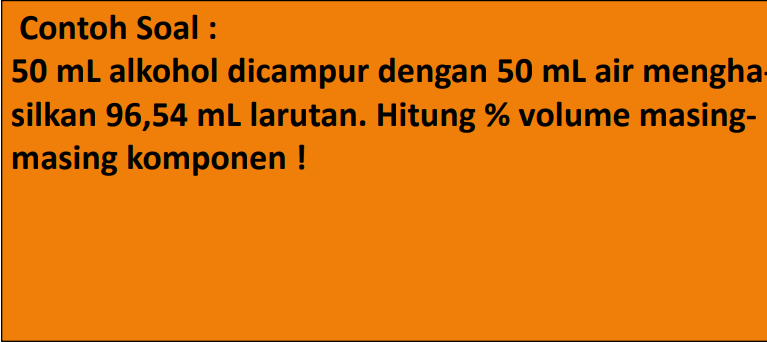 Contoh Soal :
50 mL alkohol dicampur dengan 50 mL air mengha-
silkan 96,54 mL larutan. Hitung % volume masing-
masing komponen !